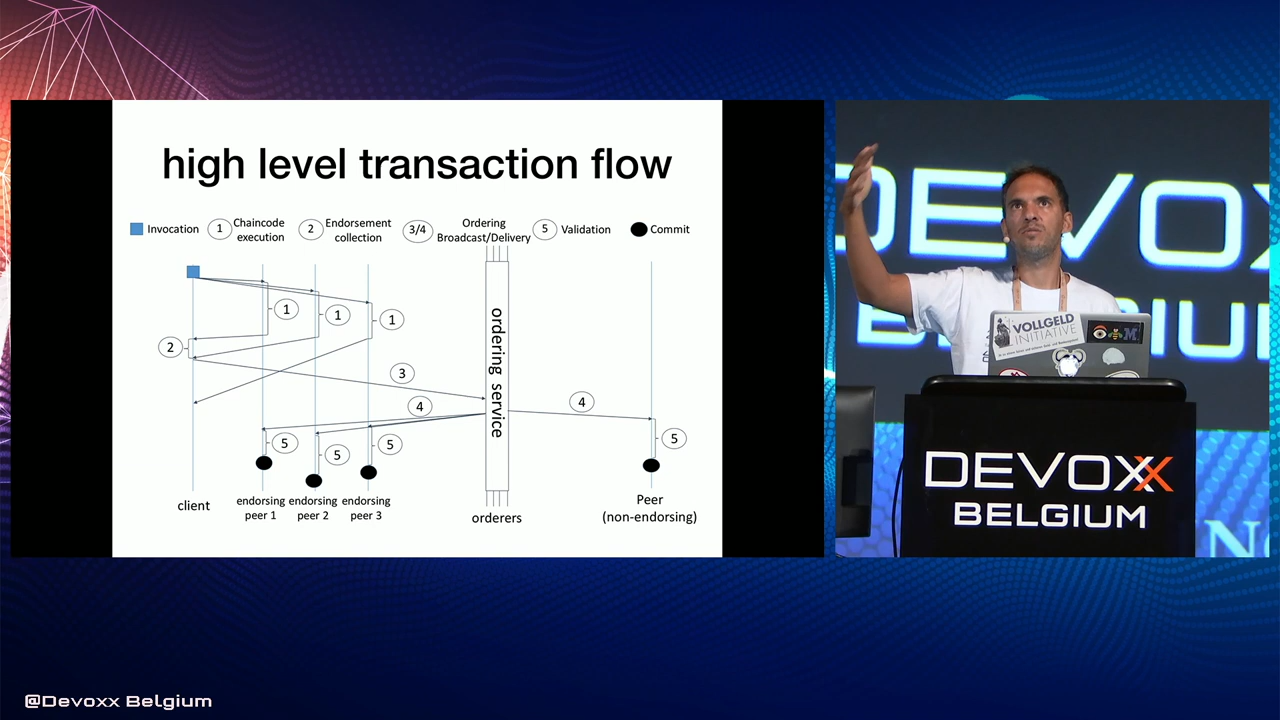 high level transaction flow
Invocation
1
Chaincode
execution
2
Endorsement
collection
3/4
Ordering
Broadcast/Delivery
5
Validation
Commit
1
1
1
2
3
4
4
5
5
5
5
ordering service
client
endorsing
peer 1
endorsing
peer 2
endorsing
peer 3
orderers
Peer
(non-endorsing)
DEVOX
VOLLGELD
INITIATIVE
M
DEVOXX
BELGIUM
@Devoxx Belgium